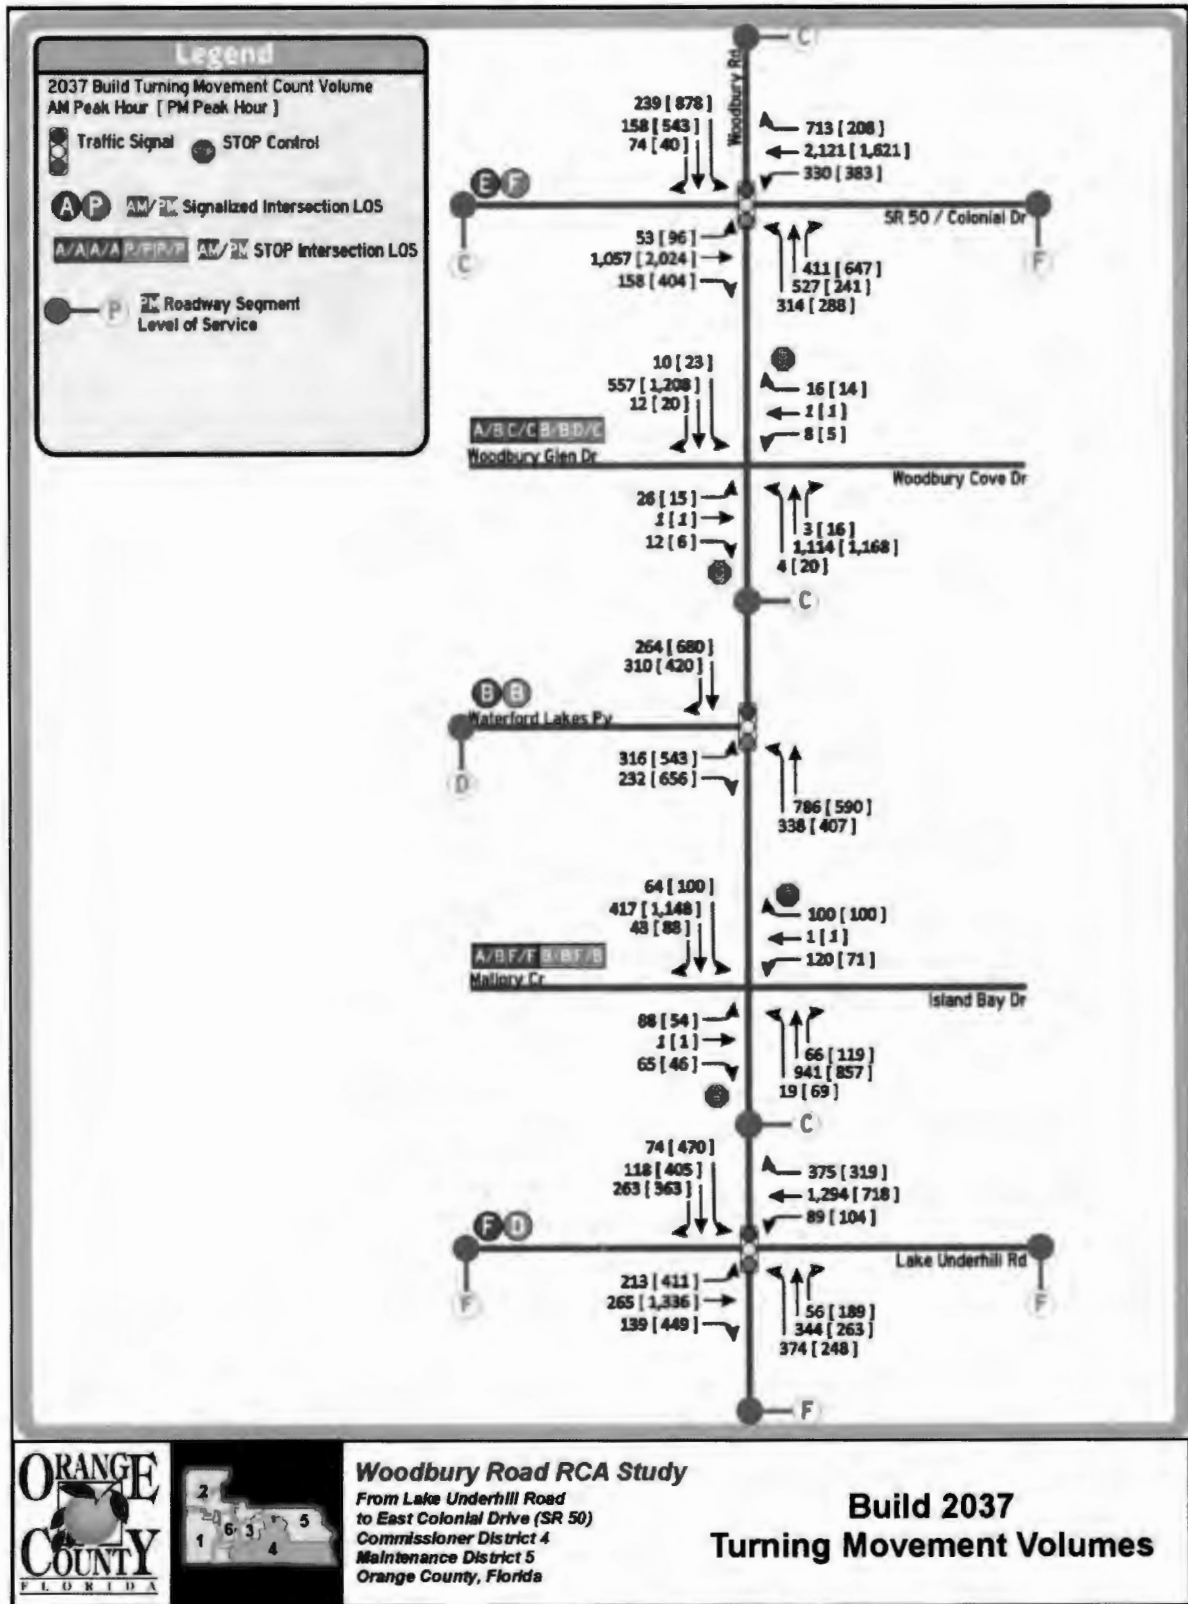 Legend
2037 Build Turning Movement Count Volume
AM Peak Hour [ PM Peak Hour ]
Traffic Signal
STOP Control
A P AM/PM Signalized Intersection LOS
A/A|A/A P/P|P/P AM/PM STOP Intersection LOS
P PM Roadway Segment
Level of Service
C
Woodbury Rd
239 [ 878 ]
158 [ 543 ]
74 [ 40 ]
713 [ 208 ]
2,121 [ 1,621 ]
330 [ 383 ]
E F
SR 50 / Colonial Dr
C
F
53 [ 96 ]
1,057 [ 2,024 ]
158 [ 404 ]
411 [ 647 ]
527 [ 241 ]
314 [ 288 ]
10 [ 23 ]
557 [ 1,208 ]
12 [ 20 ]
16 [ 14 ]
1 [ 1 ]
8 [ 5 ]
A/B C/C B/B D/C
Woodbury Glen Dr
Woodbury Cove Dr
26 [ 15 ]
1 [ 1 ]
12 [ 6 ]
3 [ 16 ]
1,114 [ 1,168 ]
4 [ 20 ]
C
264 [ 680 ]
310 [ 420 ]
B B
Waterford Lakes Py
D
316 [ 543 ]
232 [ 656 ]
786 [ 590 ]
338 [ 407 ]
64 [ 100 ]
417 [ 1,148 ]
43 [ 88 ]
100 [ 100 ]
1 [ 1 ]
120 [ 71 ]
A/B F/F B/B F/B
Mallory Cr
Island Bay Dr
88 [ 54 ]
1 [ 1 ]
65 [ 46 ]
66 [ 119 ]
941 [ 857 ]
19 [ 69 ]
C
74 [ 470 ]
118 [ 405 ]
263 [ 363 ]
375 [ 319 ]
1,294 [ 718 ]
89 [ 104 ]
F D
Lake Underhill Rd
F
F
213 [ 411 ]
265 [ 1,336 ]
139 [ 449 ]
56 [ 189 ]
344 [ 263 ]
374 [ 248 ]
F
ORANGE
COUNTY
FLORIDA
2
1
6
3
5
4
Woodbury Road RCA Study
From Lake Underhill Road
to East Colonial Drive (SR 50)
Commissioner District 4
Maintenance District 5
Orange County, Florida
Build 2037
Turning Movement Volumes